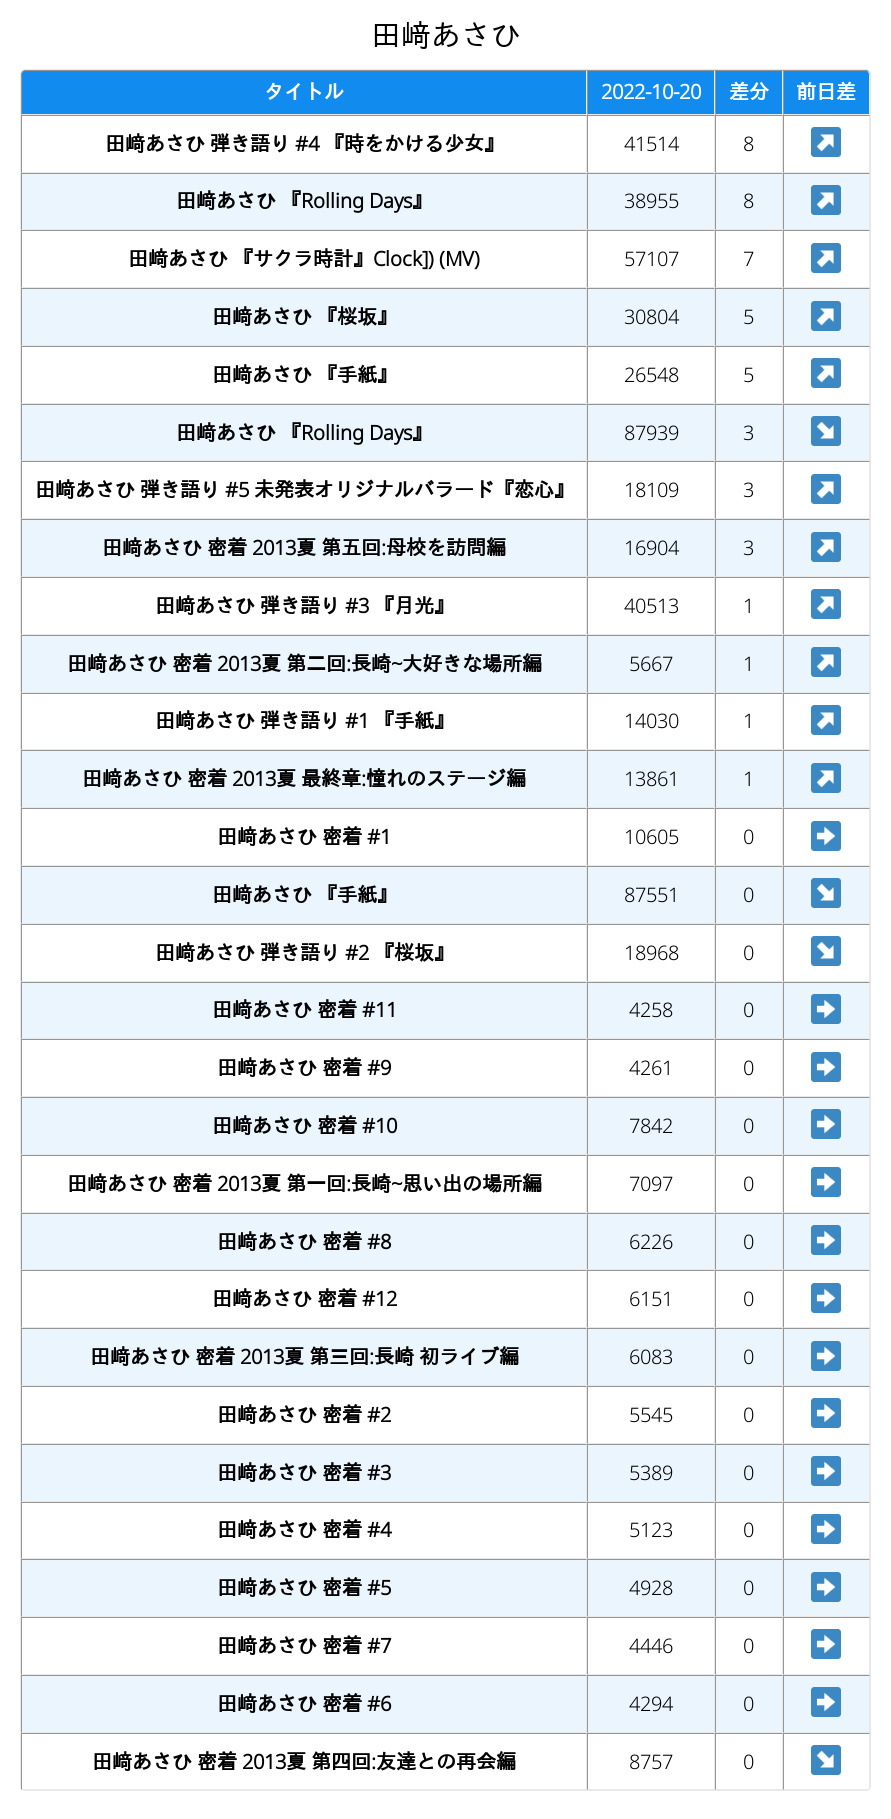 田﨑あさひ
タイトル 2022-10-20 差分 前日差
田﨑あさひ 弾き語り #4 『時をかける少女』 41514 8 ↗
田﨑あさひ 『Rolling Days』 38955 8 ↗
田﨑あさひ 『サクラ時計』Clock]) (MV) 57107 7 ↗
田﨑あさひ 『桜坂』 30804 5 ↗
田﨑あさひ 『手紙』 26548 5 ↗
田﨑あさひ 『Rolling Days』 87939 3 ↘
田﨑あさひ 弾き語り #5 未発表オリジナルバラード『恋心』 18109 3 ↗
田﨑あさひ 密着 2013夏 第五回:母校を訪問編 16904 3 ↗
田﨑あさひ 弾き語り #3 『月光』 40513 1 ↗
田﨑あさひ 密着 2013夏 第二回:長崎~大好きな場所編 5667 1 ↗
田﨑あさひ 弾き語り #1 『手紙』 14030 1 ↗
田﨑あさひ 密着 2013夏 最終章:憧れのステージ編 13861 1 ↗
田﨑あさひ 密着 #1 10605 0 ➡
田﨑あさひ 『手紙』 87551 0 ↘
田﨑あさひ 弾き語り #2 『桜坂』 18968 0 ↘
田﨑あさひ 密着 #11 4258 0 ➡
田﨑あさひ 密着 #9 4261 0 ➡
田﨑あさひ 密着 #10 7842 0 ➡
田﨑あさひ 密着 2013夏 第一回:長崎~思い出の場所編 7097 0 ➡
田﨑あさひ 密着 #8 6226 0 ➡
田﨑あさひ 密着 #12 6151 0 ➡
田﨑あさひ 密着 2013夏 第三回:長崎 初ライブ編 6083 0 ➡
田﨑あさひ 密着 #2 5545 0 ➡
田﨑あさひ 密着 #3 5389 0 ➡
田﨑あさひ 密着 #4 5123 0 ➡
田﨑あさひ 密着 #5 4928 0 ➡
田﨑あさひ 密着 #7 4446 0 ➡
田﨑あさひ 密着 #6 4294 0 ➡
田﨑あさひ 密着 2013夏 第四回:友達との再会編 8757 0 ↘